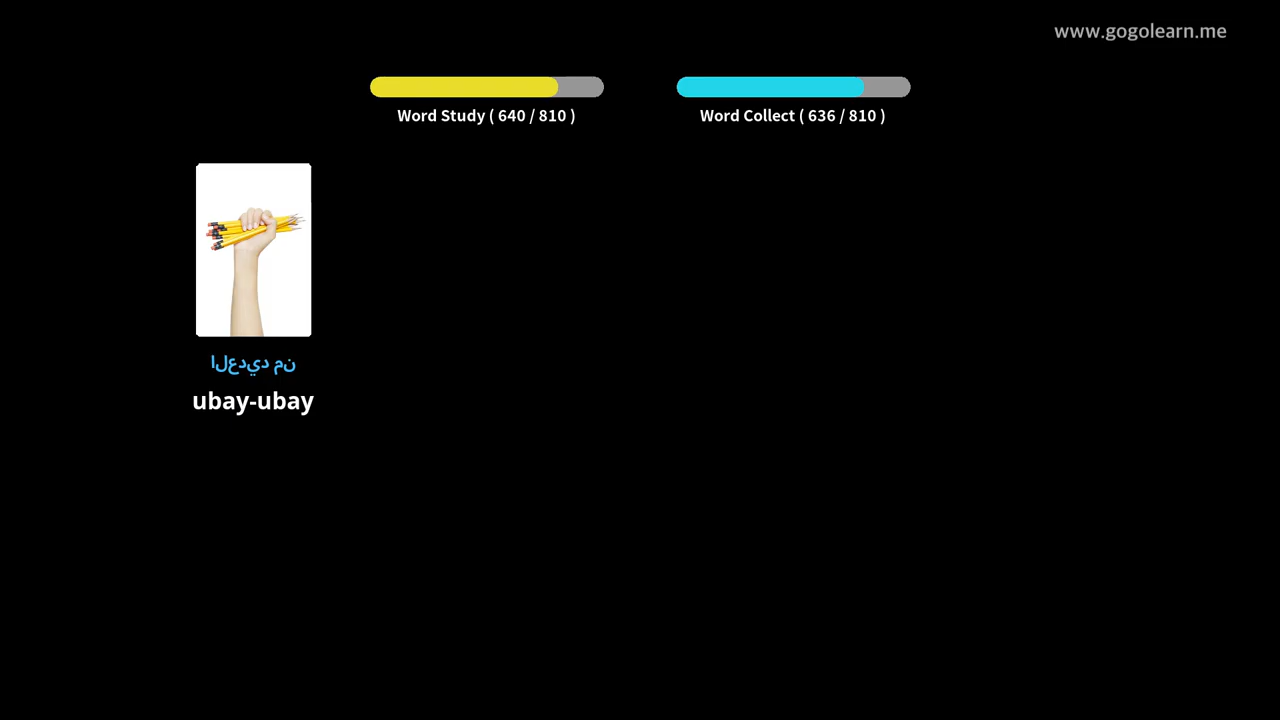 www.gogolearn.me
Word Study ( 640 / 810 )
Word Collect ( 636 / 810 )
العديد من
ubay-ubay